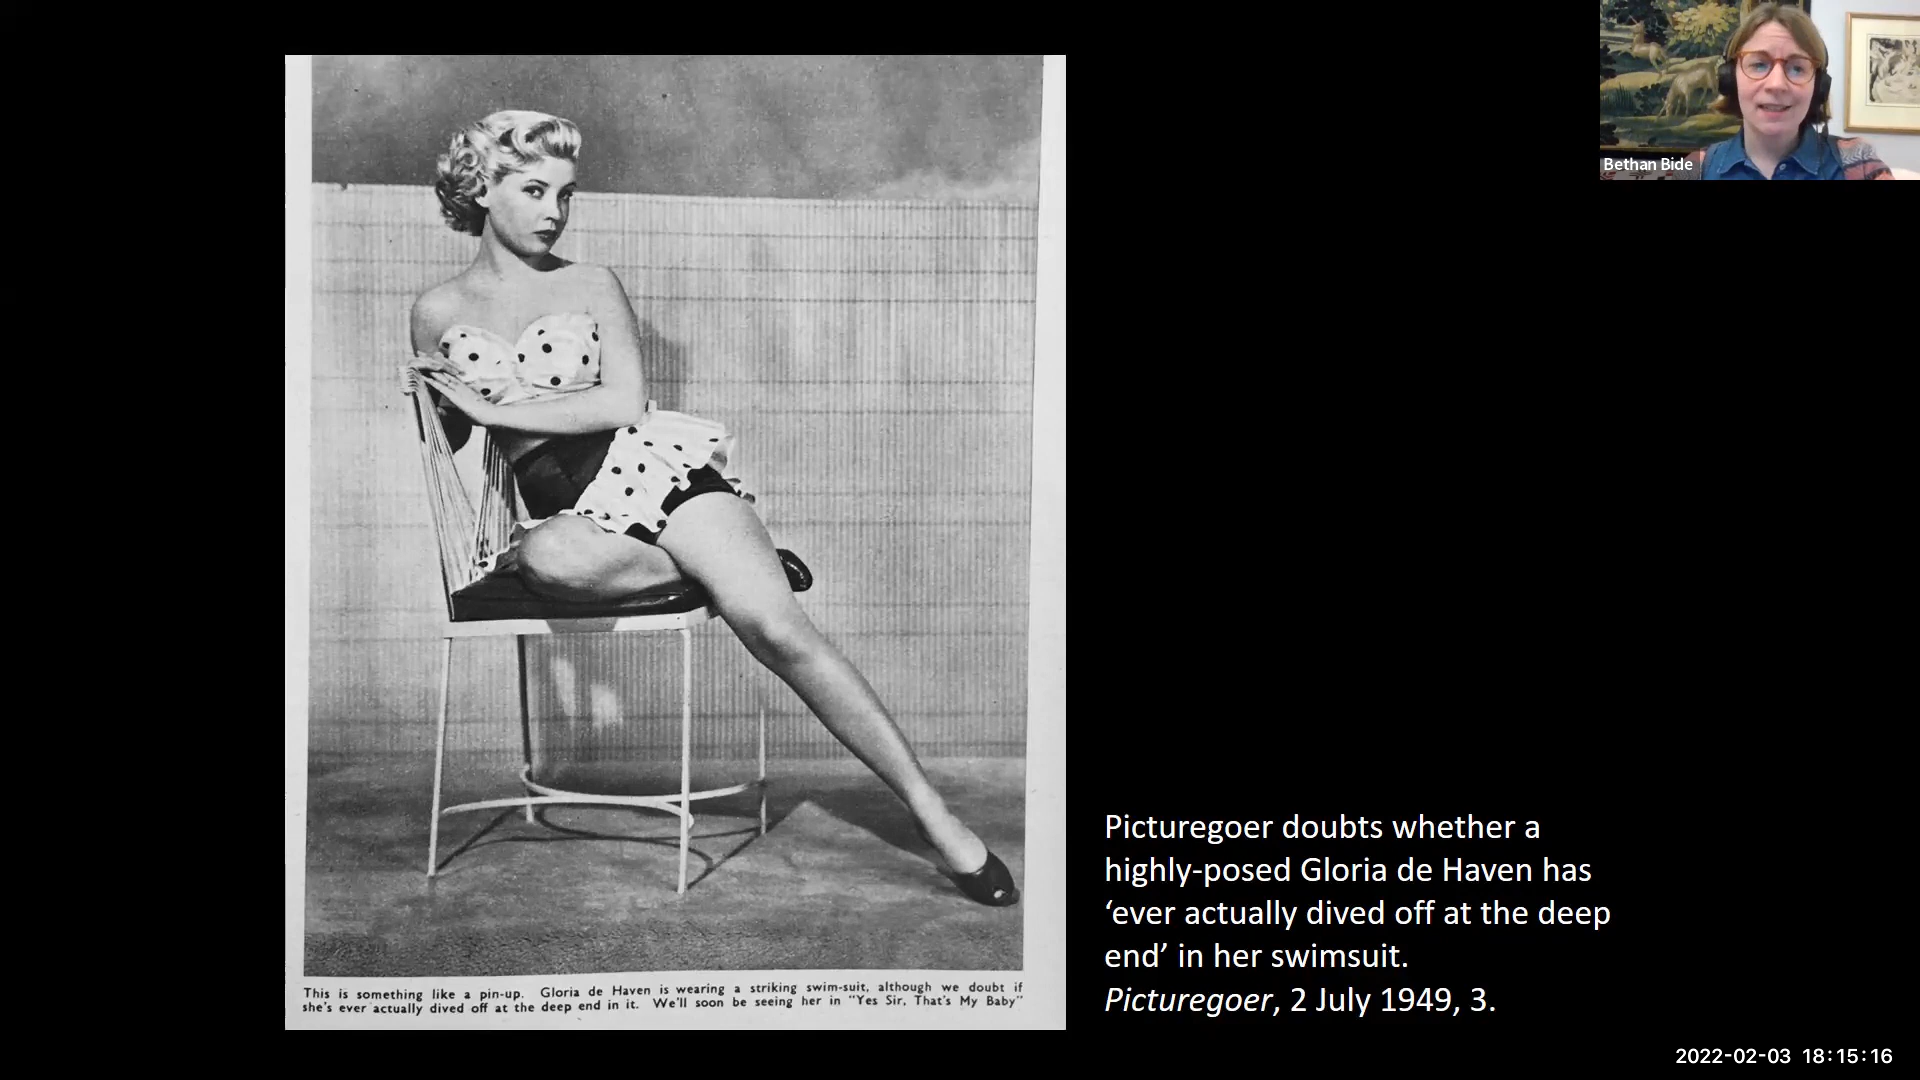 Bethan Bide
This is something like a pin-up. Gloria de Haven is wearing a striking swim-suit, although we doubt if
she's ever actually dived off at the deep end in it. We'll soon be seeing her in "Yes Sir, That's My Baby"
Picturegoer doubts whether a
highly-posed Gloria de Haven has
‘ever actually dived off at the deep
end’ in her swimsuit.
Picturegoer, 2 July 1949, 3.
2022-02-03 18:15:16